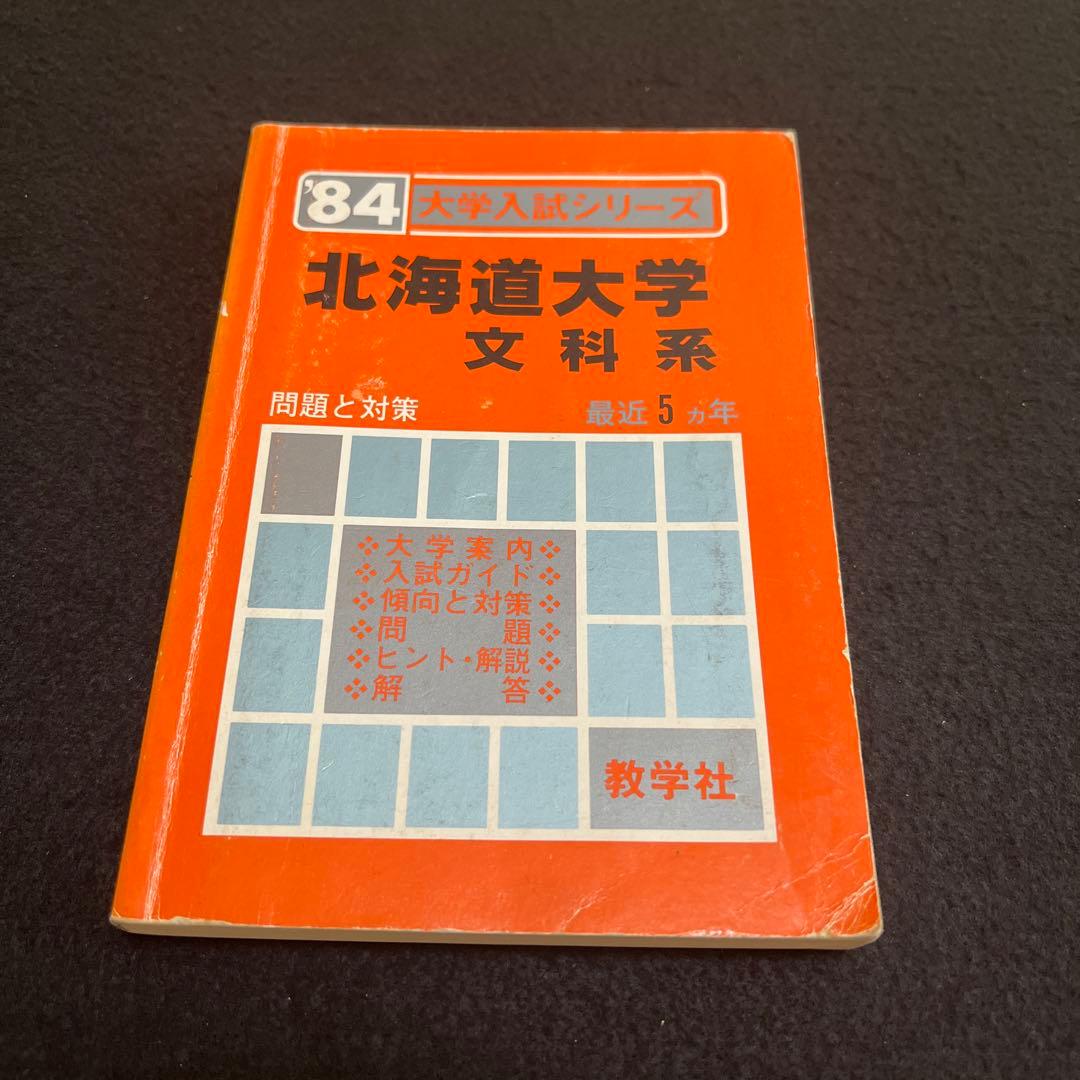 '84 大学入試シリーズ
北海道大学
文科系
問題と対策 最近5ヵ年
❖大学案内❖
❖入試ガイド❖
❖傾向と対策❖
❖問題❖
❖ヒント・解説❖
❖解答❖
教学社